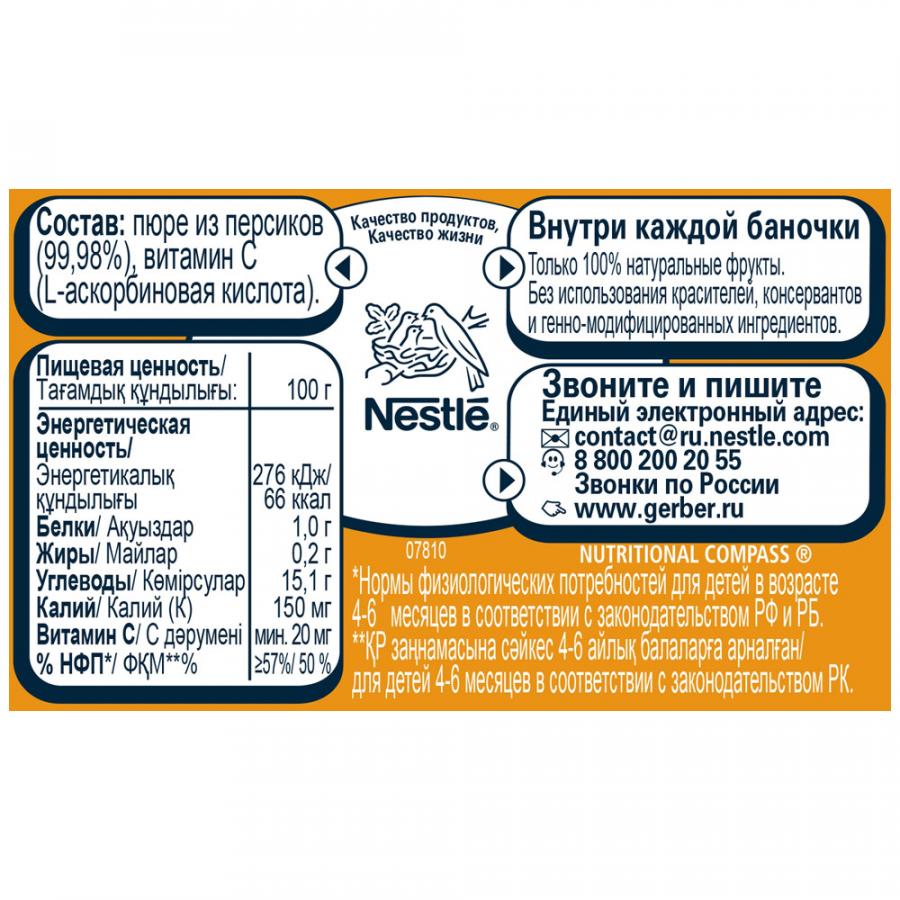 Состав: пюре из персиков
(99,98%), витамин С
(L-аскорбиновая кислота).
Пищевая ценность/
Тағамдық құндылығы: 100 г
Энергетическая
ценность/
Энергетикалық 276 кДж/
құндылығы 66 ккал
Белки/ Ақуыздар 1,0 г
Жиры/ Майлар 0,2 г
Углеводы/ Көмірсулар 15,1 г
Калий/ Калий (К) 150 мг
Витамин С/ С дәрумені мин. 20 мг
% НФП*/ ФҚМ**% ≥57%/ 50 %
Качество продуктов,
Качество жизни
Nestlé®
Внутри каждой баночки
Только 100% натуральные фрукты.
Без использования красителей, консервантов
и генно-модифицированных ингредиентов.
Звоните и пишите
Единый электронный адрес:
contact@ru.nestle.com
8 800 200 20 55
Звонки по России
www.gerber.ru
07810 NUTRITIONAL COMPASS ®
*Нормы физиологических потребностей для детей в возрасте
4-6 месяцев в соответствии с законодательством РФ и РБ.
**ҚР заңнамасына сәйкес 4-6 айлық балаларға арналған/
для детей 4-6 месяцев в соответствии с законодательством РК.